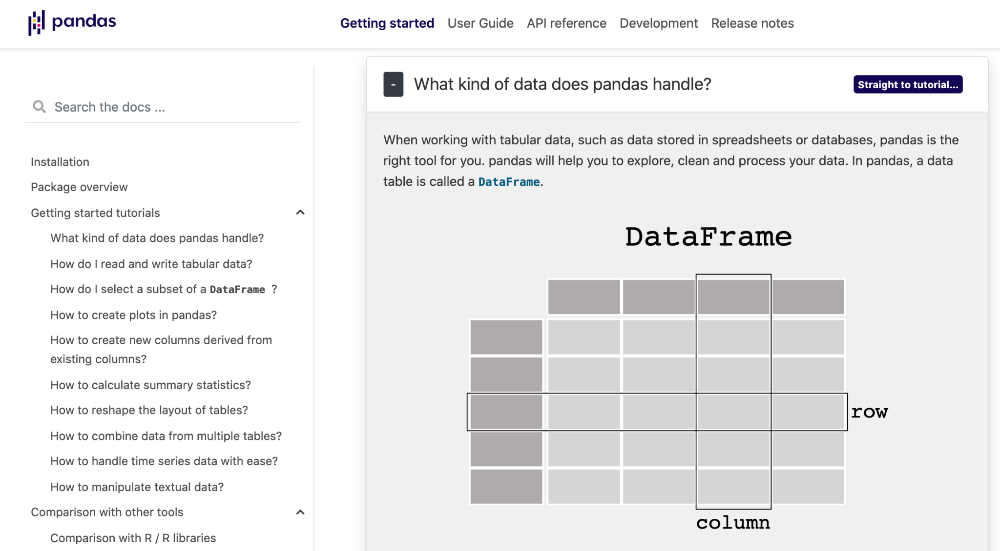 pandas
Getting started User Guide API reference Development Release notes
Search the docs ...
Installation
Package overview
Getting started tutorials
What kind of data does pandas handle?
How do I read and write tabular data?
How do I select a subset of a DataFrame ?
How to create plots in pandas?
How to create new columns derived from
existing columns?
How to calculate summary statistics?
How to reshape the layout of tables?
How to combine data from multiple tables?
How to handle time series data with ease?
How to manipulate textual data?
Comparison with other tools
Comparison with R / R libraries
- What kind of data does pandas handle? Straight to tutorial...
When working with tabular data, such as data stored in spreadsheets or databases, pandas is the
right tool for you. pandas will help you to explore, clean and process your data. In pandas, a data
table is called a DataFrame.
DataFrame
row
column